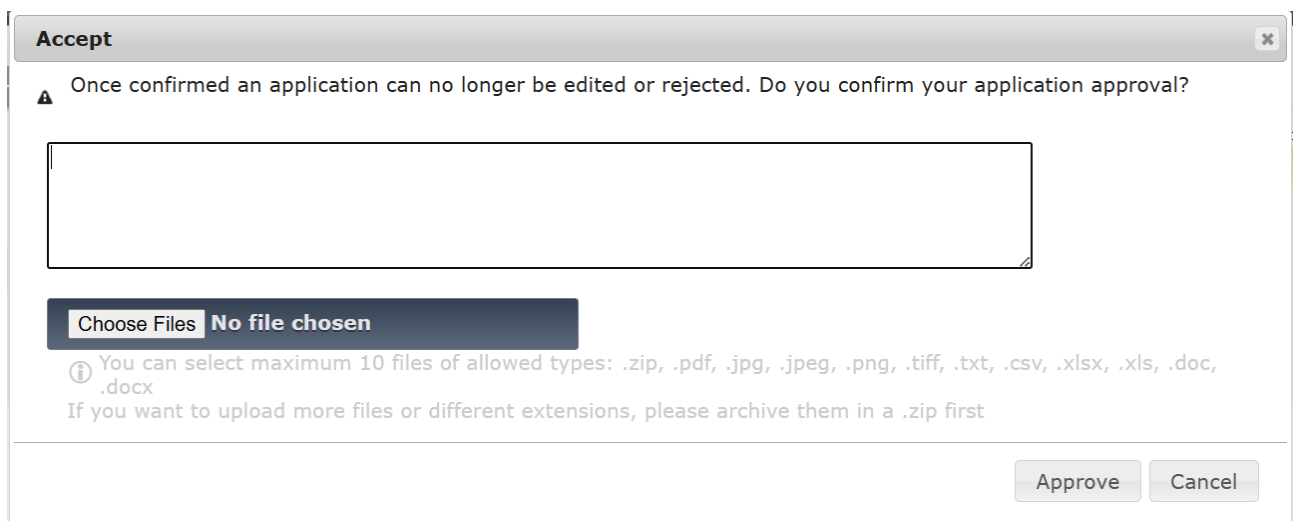 Accept
Once confirmed an application can no longer be edited or rejected. Do you confirm your application approval?
Choose Files No file chosen
You can select maximum 10 files of allowed types: .zip, .pdf, .jpg, .jpeg, .png, .tiff, .txt, .csv, .xlsx, .xls, .doc,
.docx
If you want to upload more files or different extensions, please archive them in a .zip first
Approve Cancel